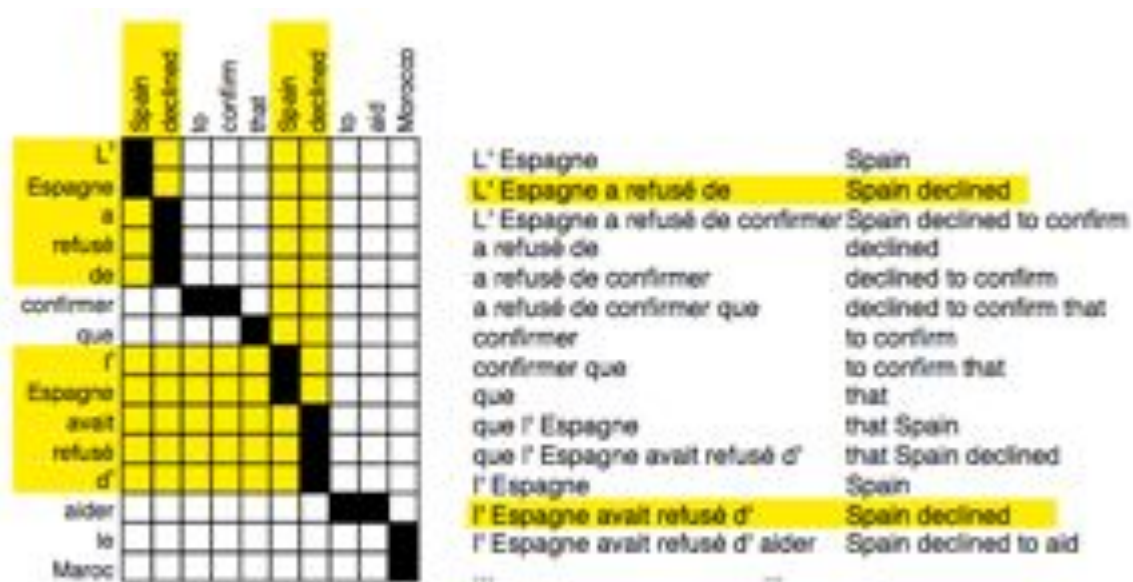 Spain declined to confirm that Spain declined to aid Morocco
L'
Espagne
a
refusé
de
confirmer
que
l'
Espagne
avait
refusé
d'
aider
le
Maroc
L' Espagne Spain
L' Espagne a refusé de Spain declined
L' Espagne a refusé de confirmer Spain declined to confirm
a refusé de declined
a refusé de confirmer declined to confirm
a refusé de confirmer que declined to confirm that
confirmer to confirm
confirmer que to confirm that
que that
que l' Espagne that Spain
que l' Espagne avait refusé d' that Spain declined
l' Espagne Spain
l' Espagne avait refusé d' Spain declined
l' Espagne avait refusé d' aider Spain declined to aid
... ...